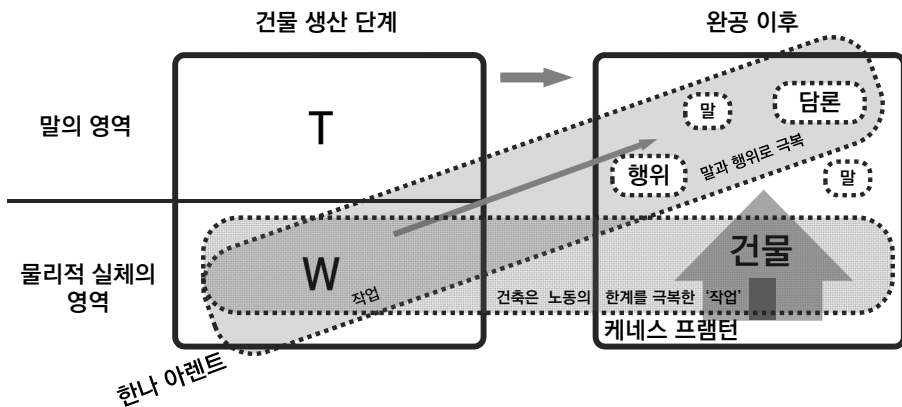 건물 생산 단계
완공 이후
말의 영역
T
말
담론
행위
말과 행위로 극복
말
물리적 실체의
영역
W
작업
건축은 노동의 한계를 극복한 '작업'
건물
케네스 프램턴
한나 아렌트